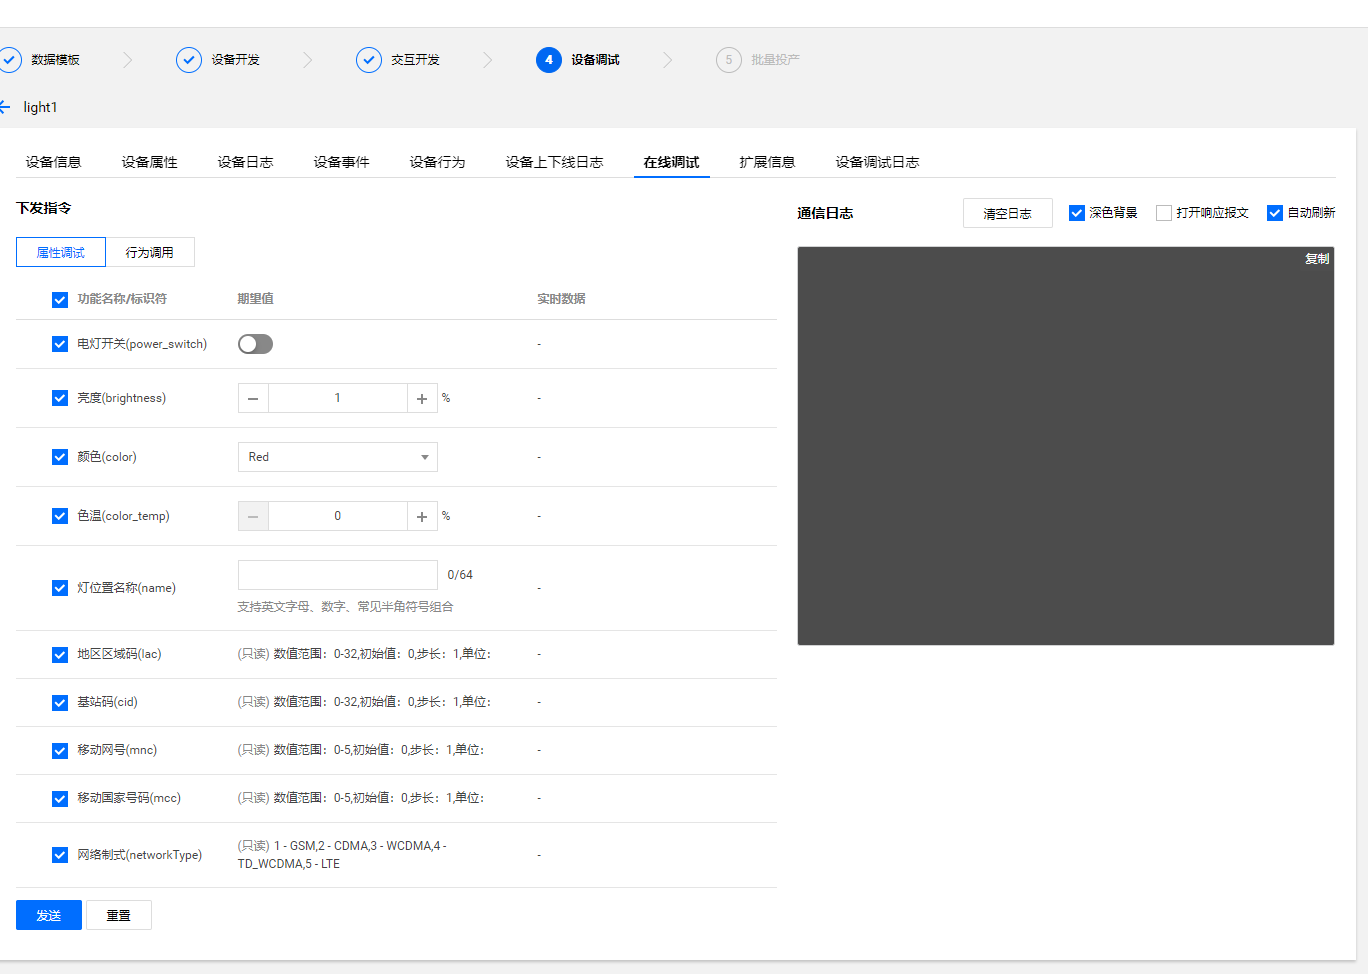 数据模板
设备开发
交互开发
4 设备调试
5 批量投产
light1
设备信息 设备属性 设备日志 设备事件 设备行为 设备上下线日志 在线调试 扩展信息 设备调试日志
下发指令
属性调试 行为调用
功能名称/标识符 期望值 实时数据
电灯开关(power_switch) -
亮度(brightness) 1 % -
颜色(color) Red -
色温(color_temp) 0 % -
灯位置名称(name) 0/64 -
支持英文字母、数字、常见半角符号组合
地区区域码(lac) (只读) 数值范围：0-32,初始值：0,步长：1,单位： -
基站码(cid) (只读) 数值范围：0-32,初始值：0,步长：1,单位： -
移动网号(mnc) (只读) 数值范围：0-5,初始值：0,步长：1,单位： -
移动国家号码(mcc) (只读) 数值范围：0-5,初始值：0,步长：1,单位： -
网络制式(networkType) (只读) 1 - GSM,2 - CDMA,3 - WCDMA,4 -
TD_WCDMA,5 - LTE -
发送 重置
通信日志 清空日志 深色背景 打开响应报文 自动刷新
复制